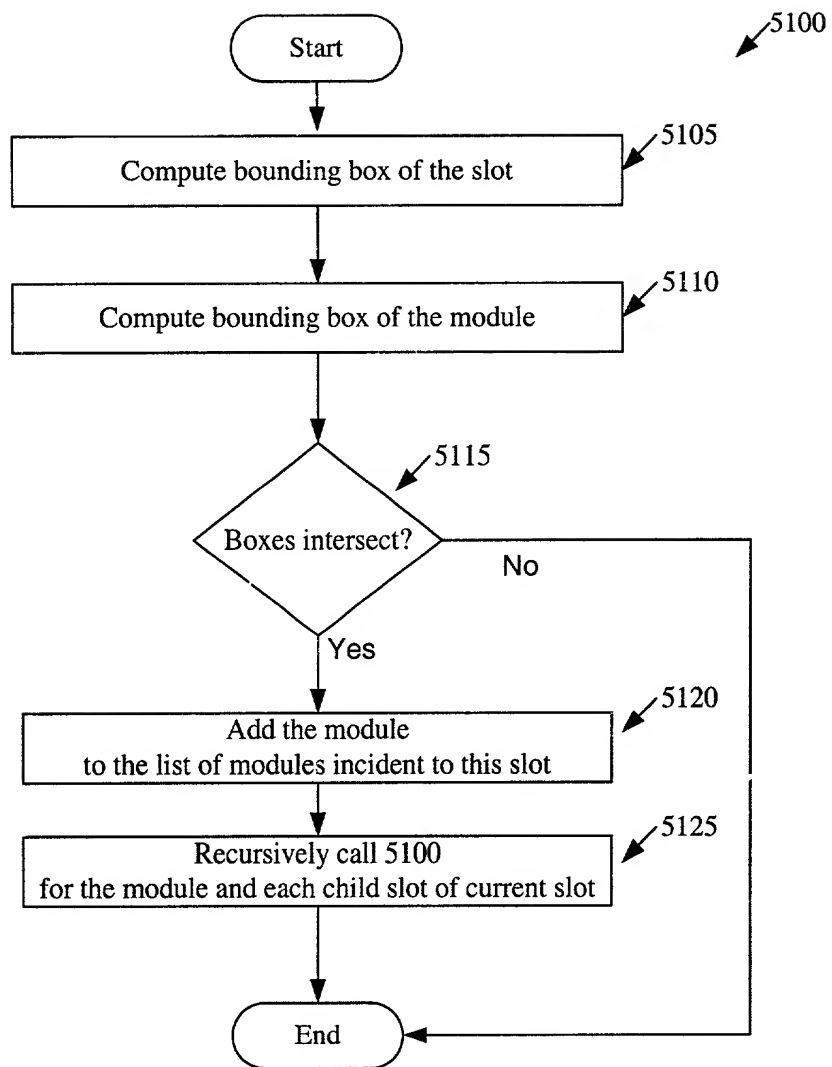 5100
Start
5105
Compute bounding box of the slot
5110
Compute bounding box of the module
5115
Boxes intersect?
No
Yes
5120
Add the module
to the list of modules incident to this slot
5125
Recursively call 5100
for the module and each child slot of current slot
End